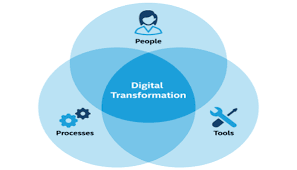 People
Digital
Transformation
Processes
Tools